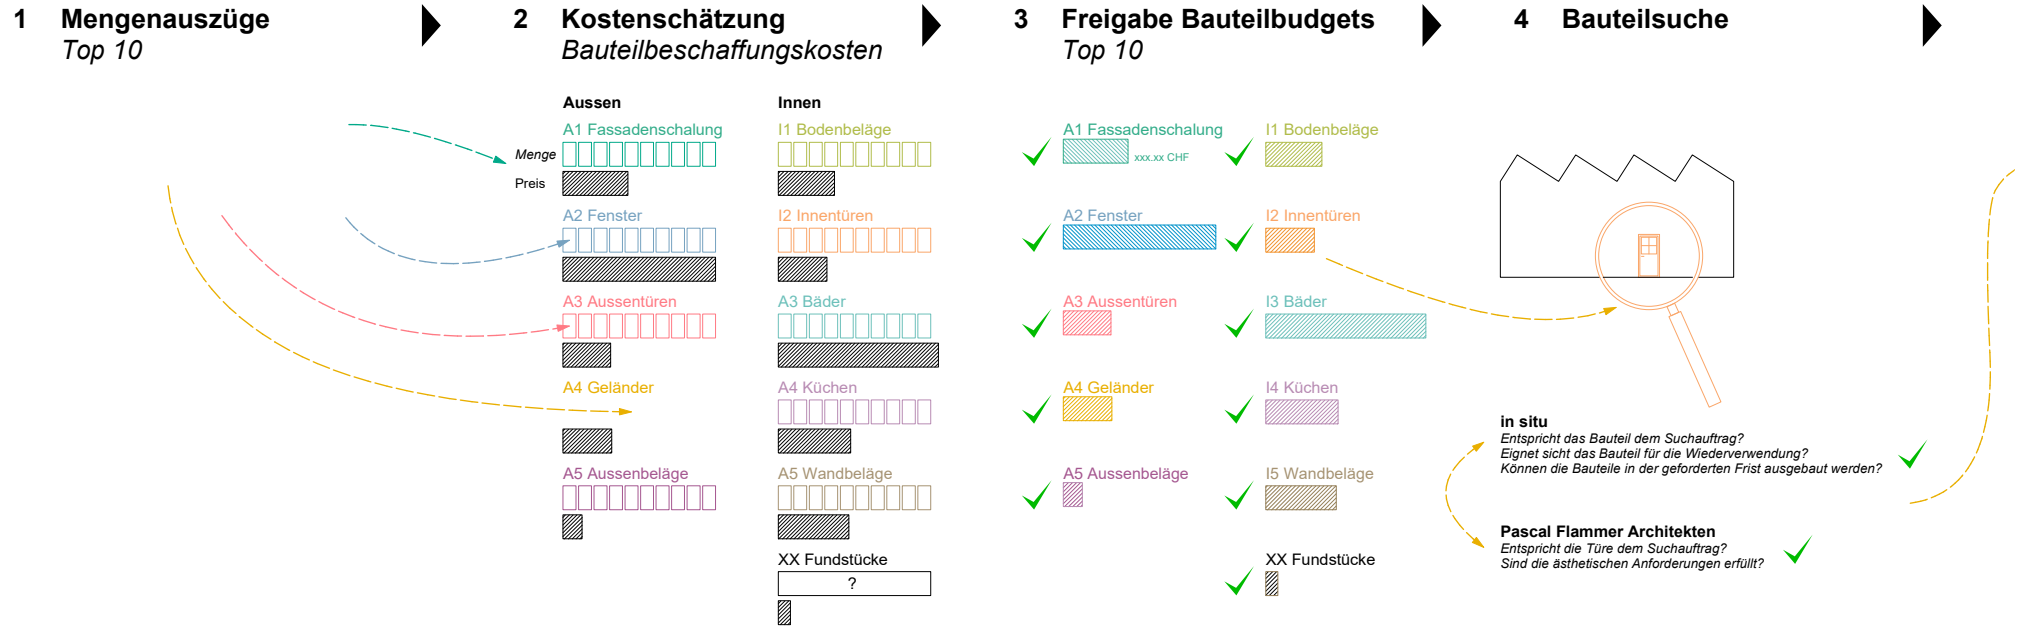 1 Mengenauszüge
Top 10
2 Kostenschätzung
Bauteilbeschaffungskosten
Aussen
A1 Fassadenschalung
Menge
Preis
A2 Fenster
A3 Aussentüren
A4 Geländer
A5 Aussenbeläge
Innen
I1 Bodenbeläge
I2 Innentüren
A3 Bäder
A4 Küchen
A5 Wandbeläge
XX Fundstücke
?
3 Freigabe Bauteilbudgets
Top 10
A1 Fassadenschalung
xxx.xx CHF
A2 Fenster
A3 Aussentüren
A4 Geländer
A5 Aussenbeläge
I1 Bodenbeläge
I2 Innentüren
I3 Bäder
I4 Küchen
I5 Wandbeläge
XX Fundstücke
4 Bauteilsuche
in situ
Entspricht das Bauteil dem Suchauftrag?
Eignet sicht das Bauteil für die Wiederverwendung?
Können die Bauteile in der geforderten Frist ausgebaut werden?
Pascal Flammer Architekten
Entspricht die Türe dem Suchauftrag?
Sind die ästhetischen Anforderungen erfüllt?